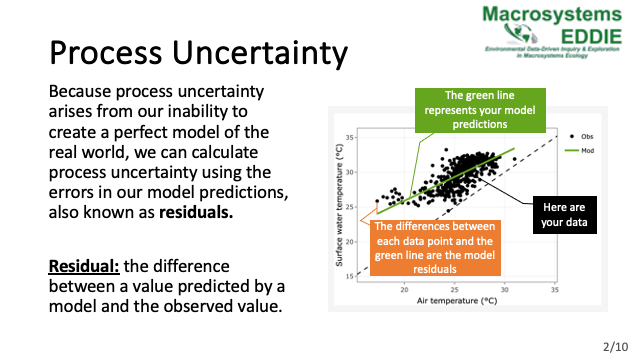 Macrosystems
EDDIE
Environmental Data-Driven Inquiry & Exploration
in Macrosystems Ecology
Process Uncertainty
Because process uncertainty
arises from our inability to
create a perfect model of the
real world, we can calculate
process uncertainty using the
errors in our model predictions,
also known as residuals.
Residual: the difference
between a value predicted by a
model and the observed value.
The green line
represents your model
predictions
Obs
Mod
Here are
your data
The differences between
each data point and the
green line are the model
residuals
Surface water temperature (°C)
35
30
25
20
15
20
25
30
35
Air temperature (°C)
2/10